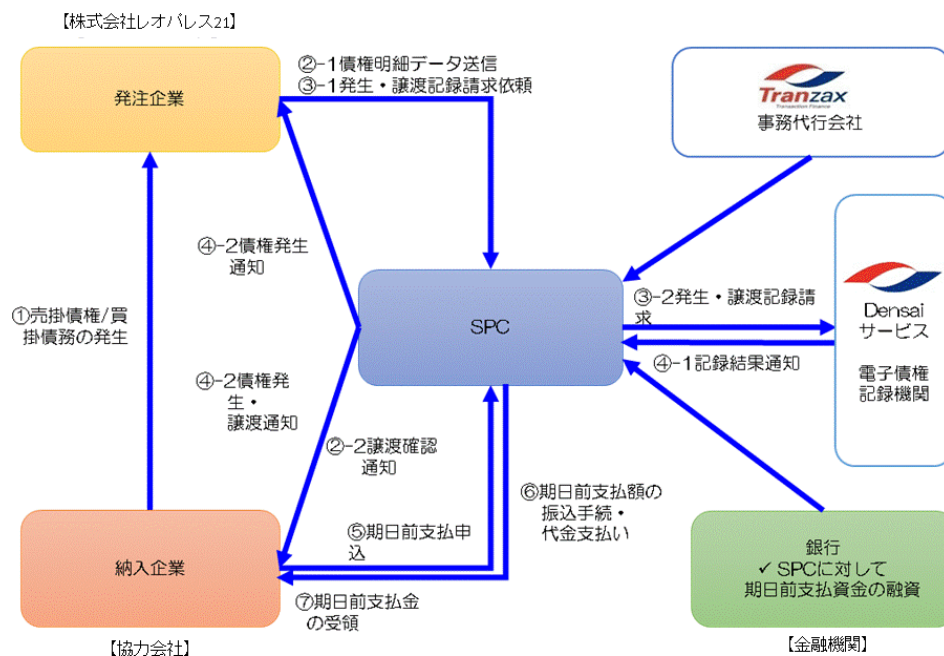 【株式会社レオパレス21】
発注企業
②-1債権明細データ送信
③-1発生・譲渡記録請求依頼
Tranzax
Transaction Finance
事務代行会社
④-2債権発生
通知
①売掛債権/買
掛債務の発生
SPC
③-2発生・譲渡記録請
求
④-1記録結果通知
Densai
サービス
電子債権
記録機関
④-2債権発
生・
譲渡通知
②-2譲渡確認
通知
⑥期日前支払額の
振込手続・
代金支払い
⑤期日前支払申
込
納入企業
⑦期日前支払金
の受領
【協力会社】
銀行
✓ SPCに対して
期日前支払資金の融資
【金融機関】